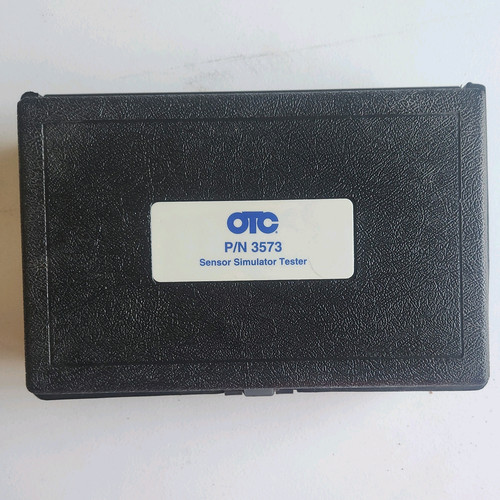 OTC
P/N 3573
Sensor Simulator Tester